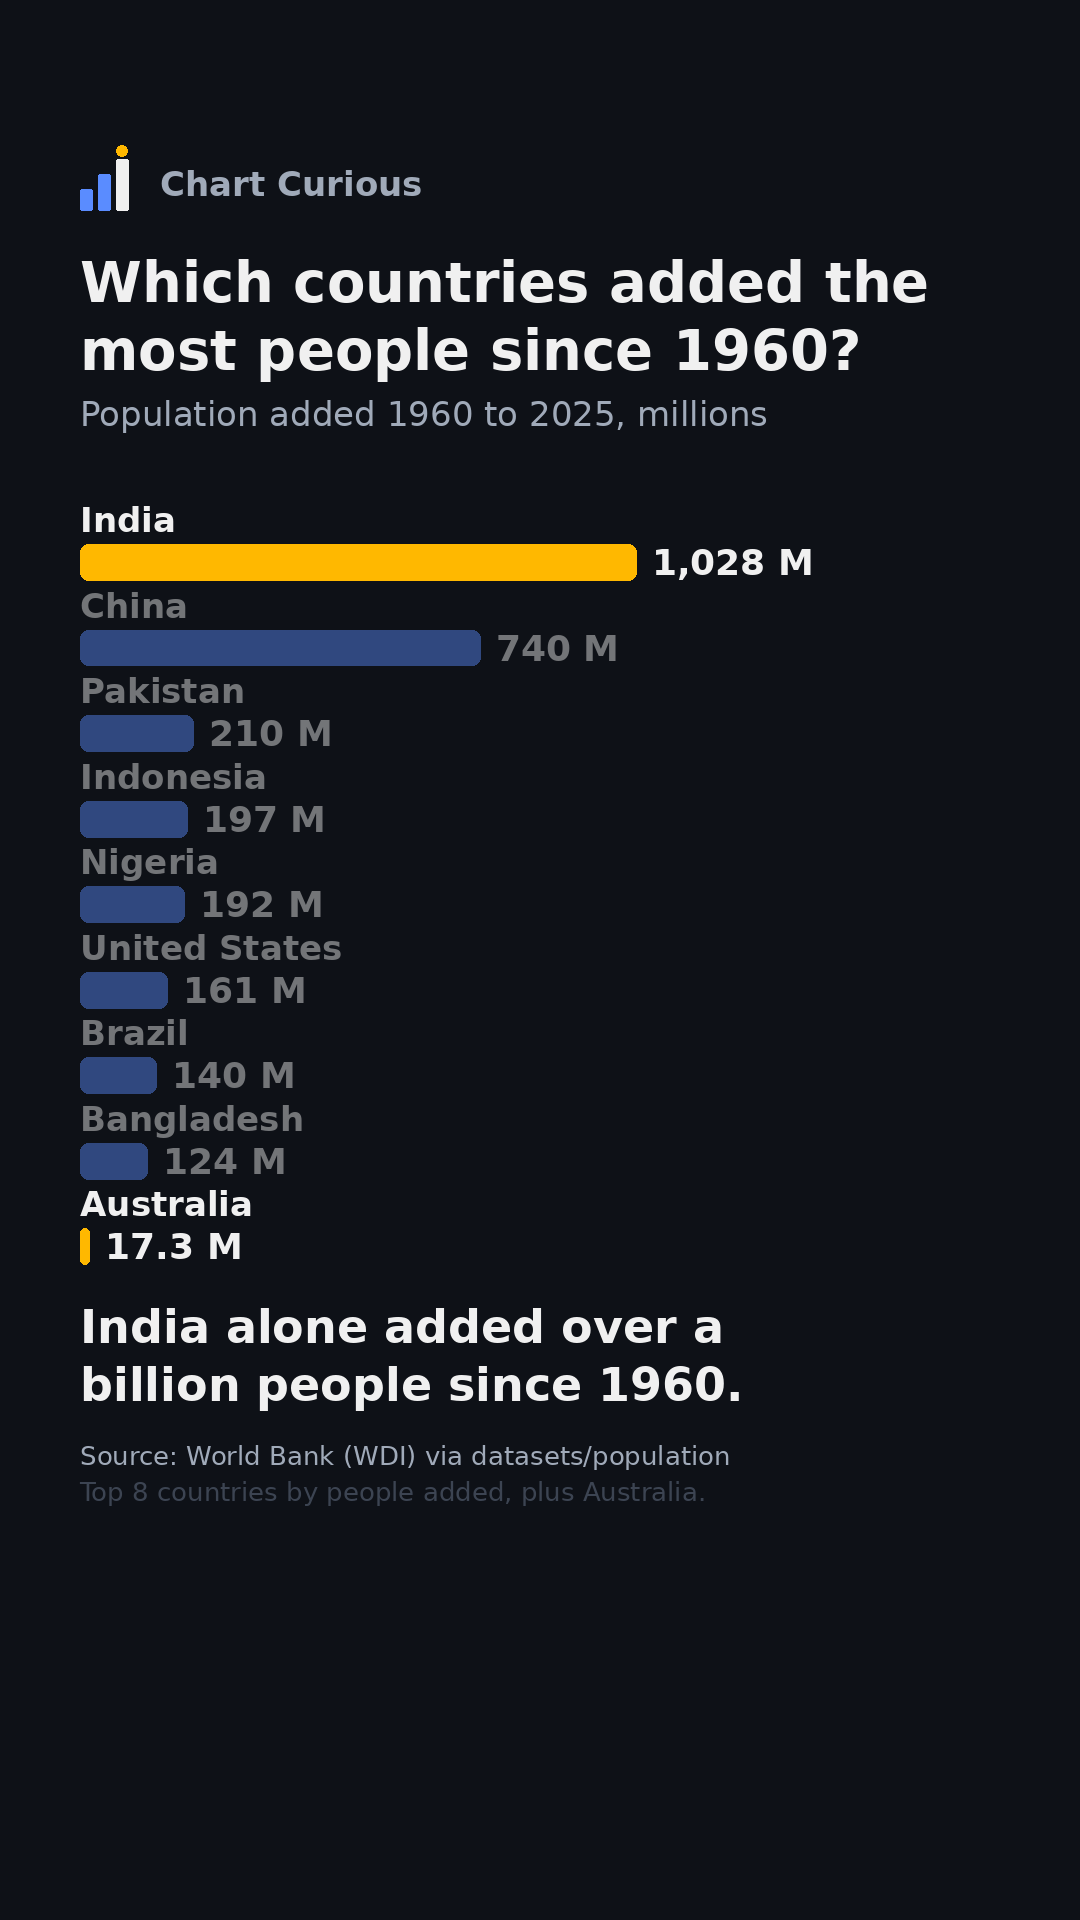 Chart Curious
Which countries added the
most people since 1960?
Population added 1960 to 2025, millions
India
1,028 M
China
740 M
Pakistan
210 M
Indonesia
197 M
Nigeria
192 M
United States
161 M
Brazil
140 M
Bangladesh
124 M
Australia
17.3 M
India alone added over a
billion people since 1960.
Source: World Bank (WDI) via datasets/population
Top 8 countries by people added, plus Australia.